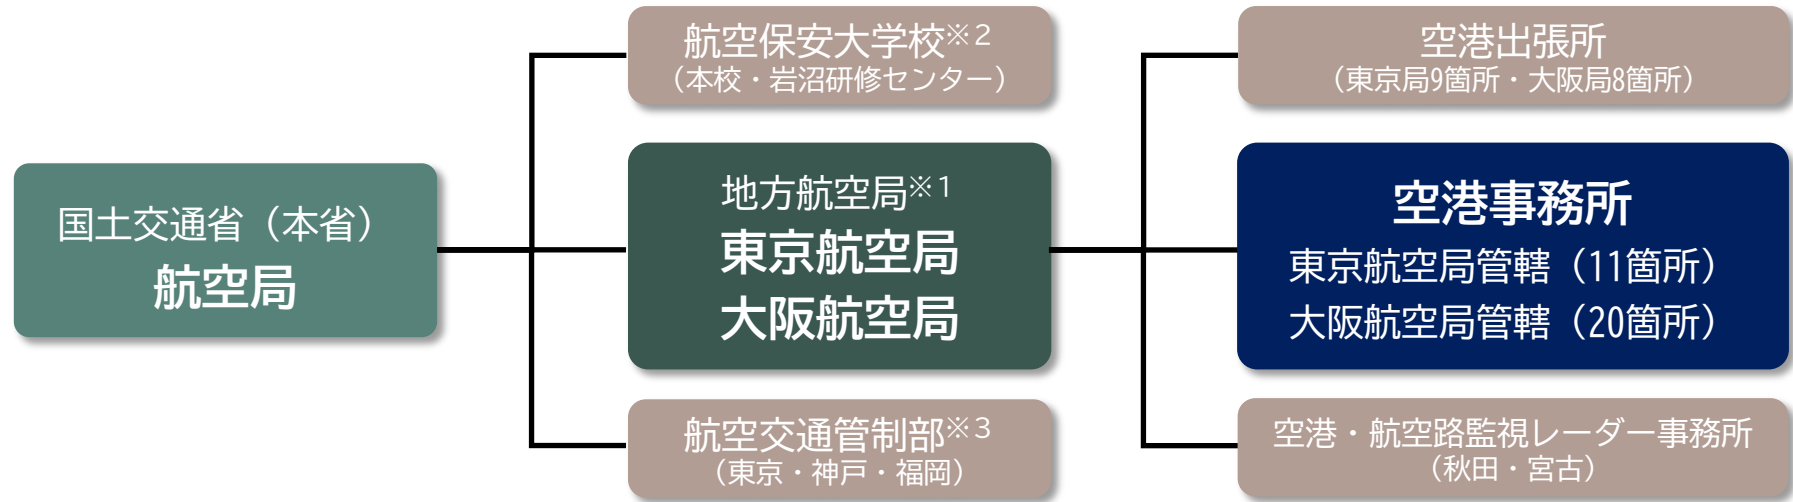 国土交通省（本省）
航空局
航空保安大学校※2
（本校・岩沼研修センター）
地方航空局※1
東京航空局
大阪航空局
航空交通管制部※3
（東京・神戸・福岡）
空港出張所
（東京局9箇所・大阪局8箇所）
空港事務所
東京航空局管轄（11箇所）
大阪航空局管轄（20箇所）
空港・航空路監視レーダー事務所
（秋田・宮古）